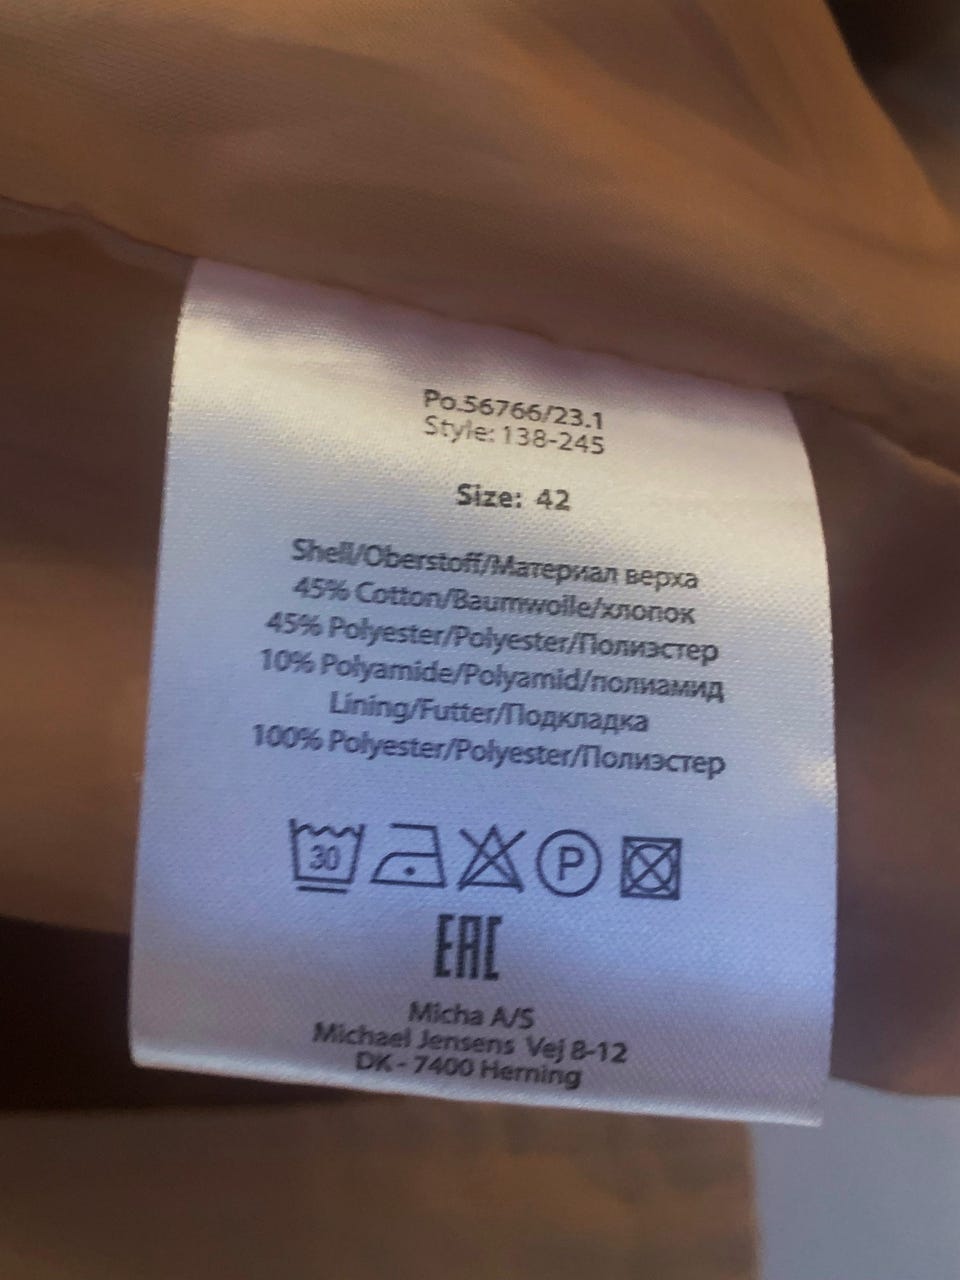 Po.56766/23.1
Style: 138-245
Size: 42
Shell/Oberstoff/Материал верха
45% Cotton/Baumwolle/хлопок
45% Polyester/Polyester/Полиэстер
10% Polyamide/Polyamid/полиамид
Lining/Futter/Подкладка
100% Polyester/Polyester/Полиэстер
30 P
EAC
Micha A/S
Michael Jensens Vej 8-12
DK - 7400 Herning